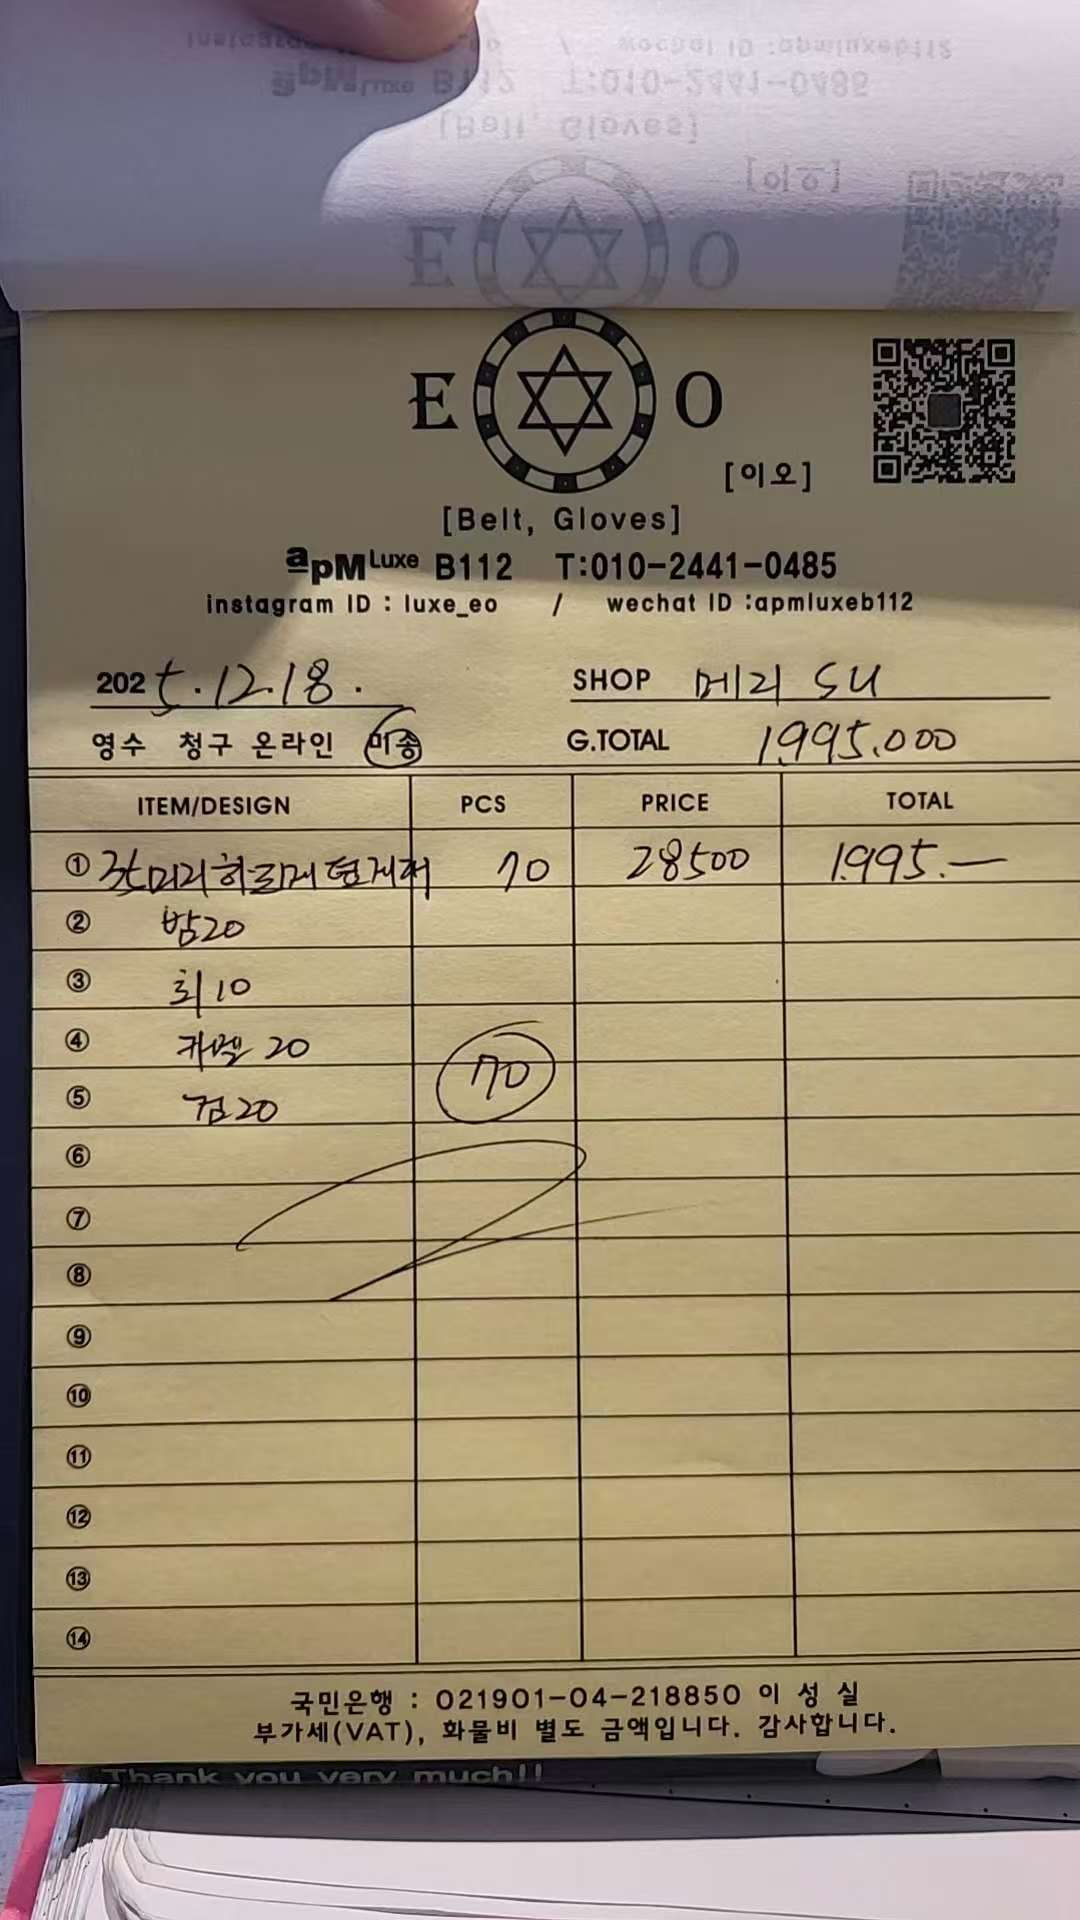 E O
[이오]
[Belt, Gloves]
apM Luxe B112 T:010-2441-0485
instagram ID : luxe_eo / wechat ID :apmluxeb112
2025.12.18. SHOP 메리 SU
영수 청구 온라인 미송 G.TOTAL 1,995,000
ITEM/DESIGN PCS PRICE TOTAL
① 70 28500 1995.—
② 밤20
③ 회10
④ 카멜 20
⑤ 검20
70
⑥
⑦
⑧
⑨
⑩
⑪
⑫
⑬
⑭
국민은행 : 021901-04-218850 이 성 실
부가세(VAT), 화물비 별도 금액입니다. 감사합니다.
Thank you very much!!